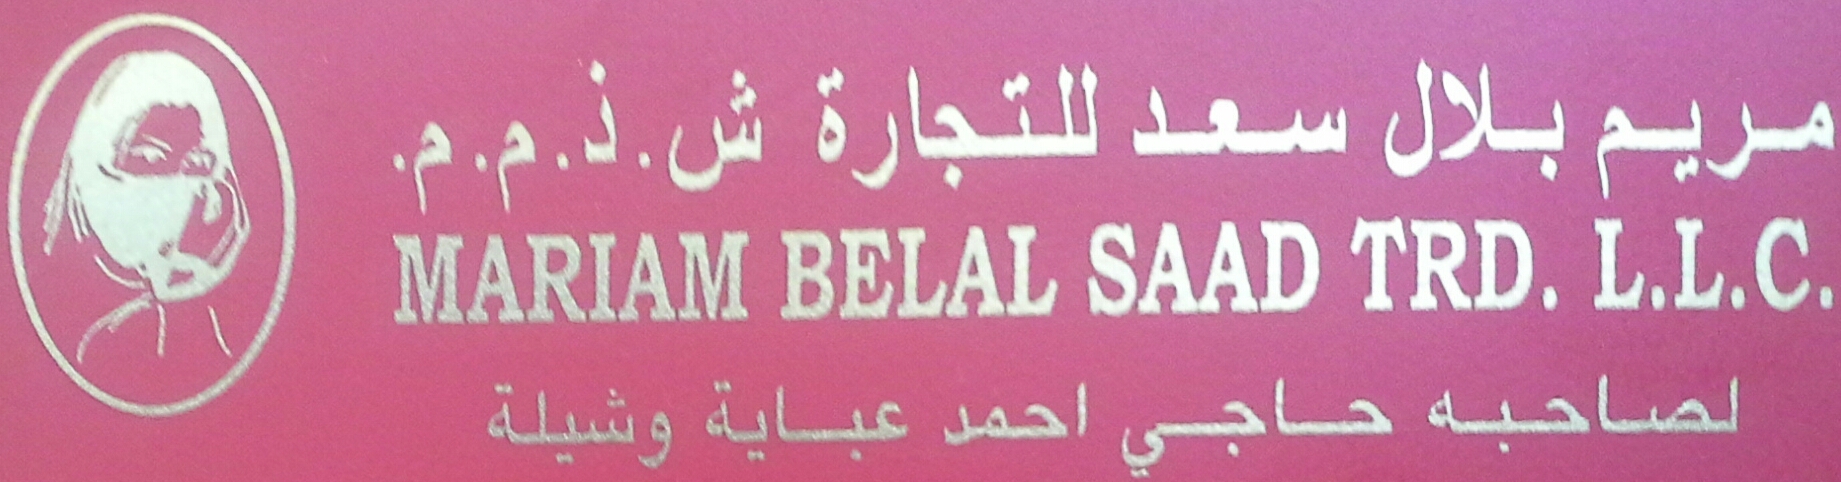 مريم بلال سعد للتجارة ش.ذ.م.م.
MARIAM BELAL SAAD TRD. L.L.C.
لصاحبه حاجي احمد عباية وشيلة